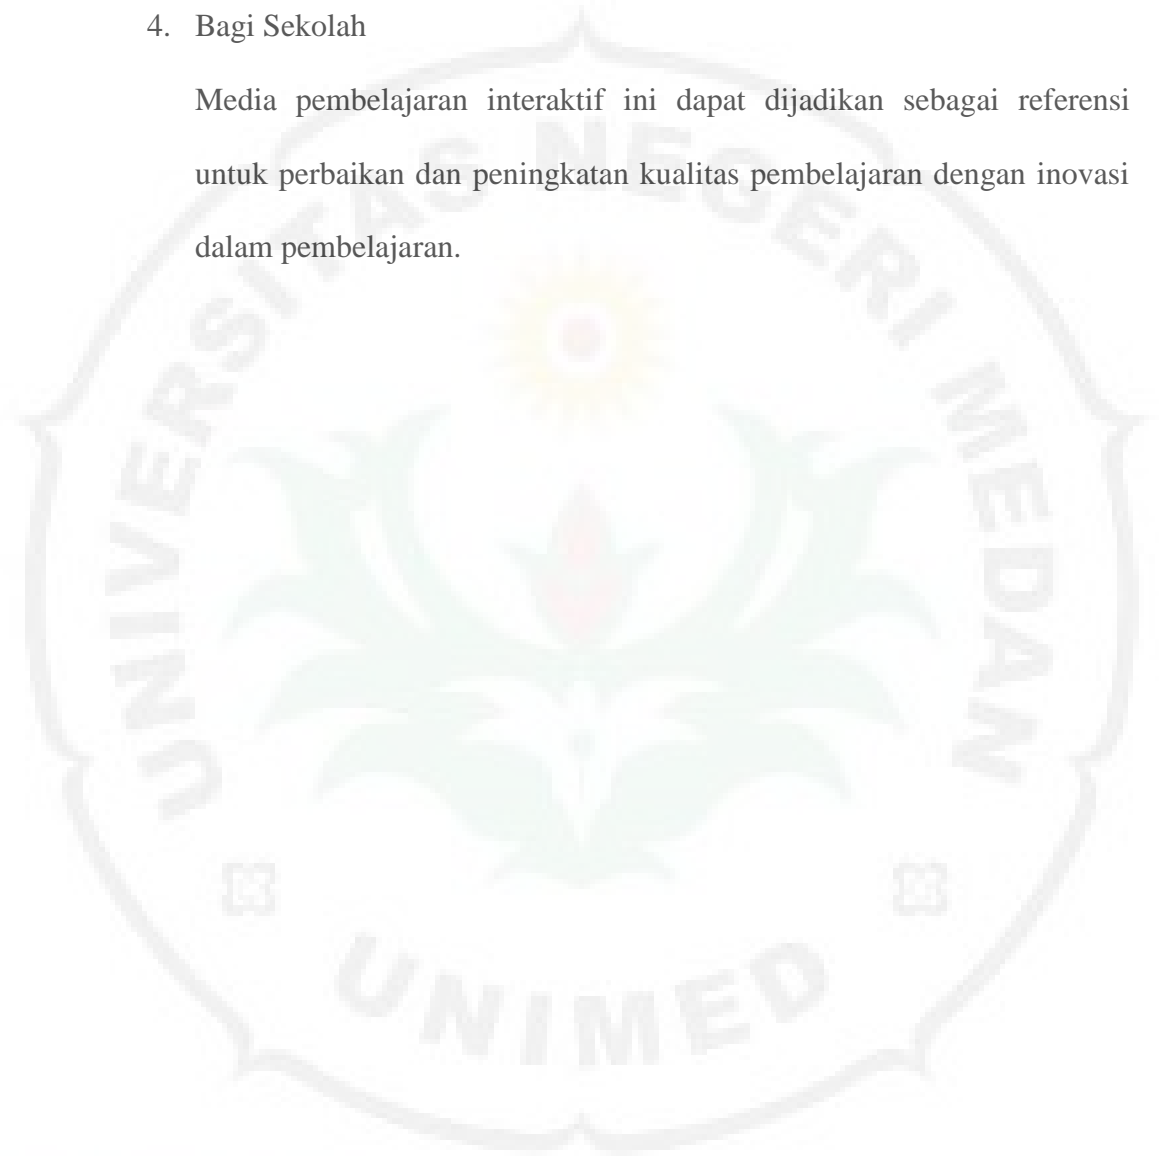 4. Bagi Sekolah
Media pembelajaran interaktif ini dapat dijadikan sebagai referensi
untuk perbaikan dan peningkatan kualitas pembelajaran dengan inovasi
dalam pembelajaran.
UNIVERSITAS NEGERI MEDAN
UNIMED